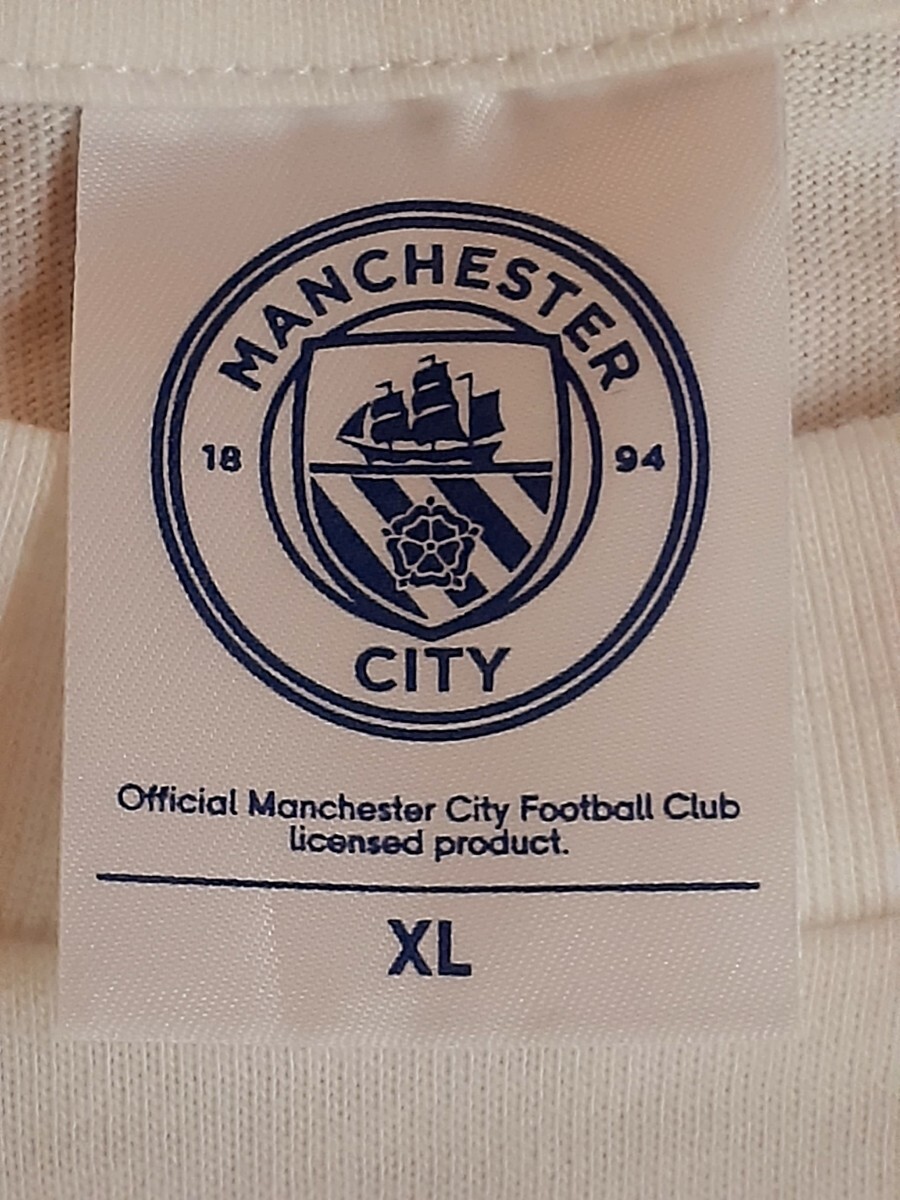 MANCHESTER
18 94
CITY
Official Manchester City Football Club
licensed product.
XL